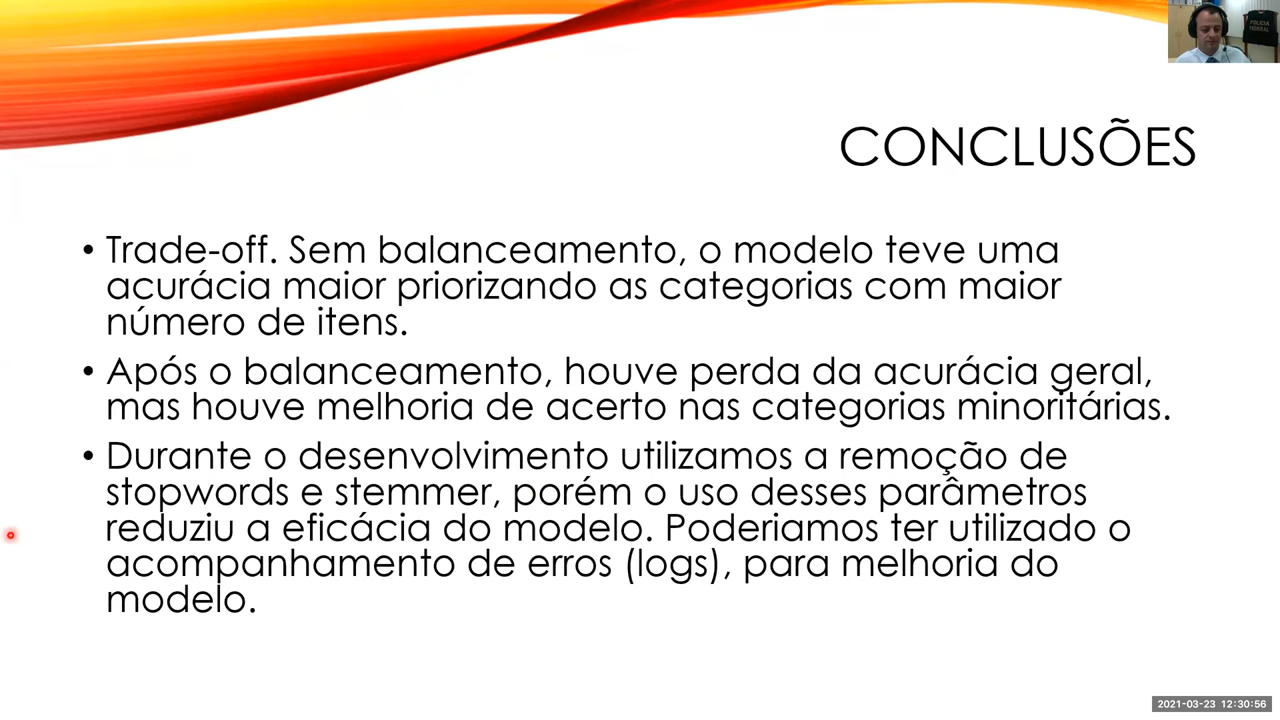 POLÍCIA
FEDERAL
CONCLUSÕES
• Trade-off. Sem balanceamento, o modelo teve uma
acurácia maior priorizando as categorias com maior
número de itens.
• Após o balanceamento, houve perda da acurácia geral,
mas houve melhoria de acerto nas categorias minoritárias.
• Durante o desenvolvimento utilizamos a remoção de
stopwords e stemmer, porém o uso desses parâmetros
reduziu a eficácia do modelo. Poderiamos ter utilizado o
acompanhamento de erros (logs), para melhoria do
modelo.
2021-03-23 12:30:56